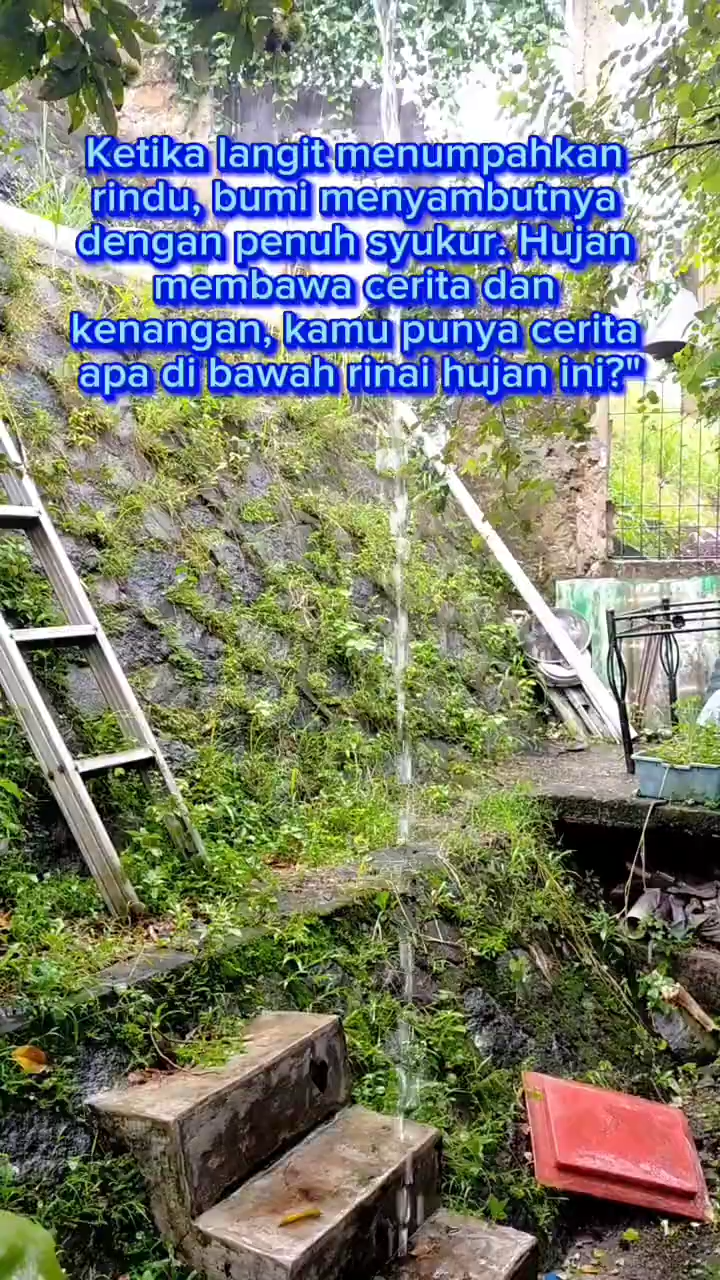 Ketika langit menumpahkan
rindu, bumi menyambutnya
dengan penuh syukur. Hujan
membawa cerita dan
kenangan, kamu punya cerita
apa di bawah rinai hujan ini?"